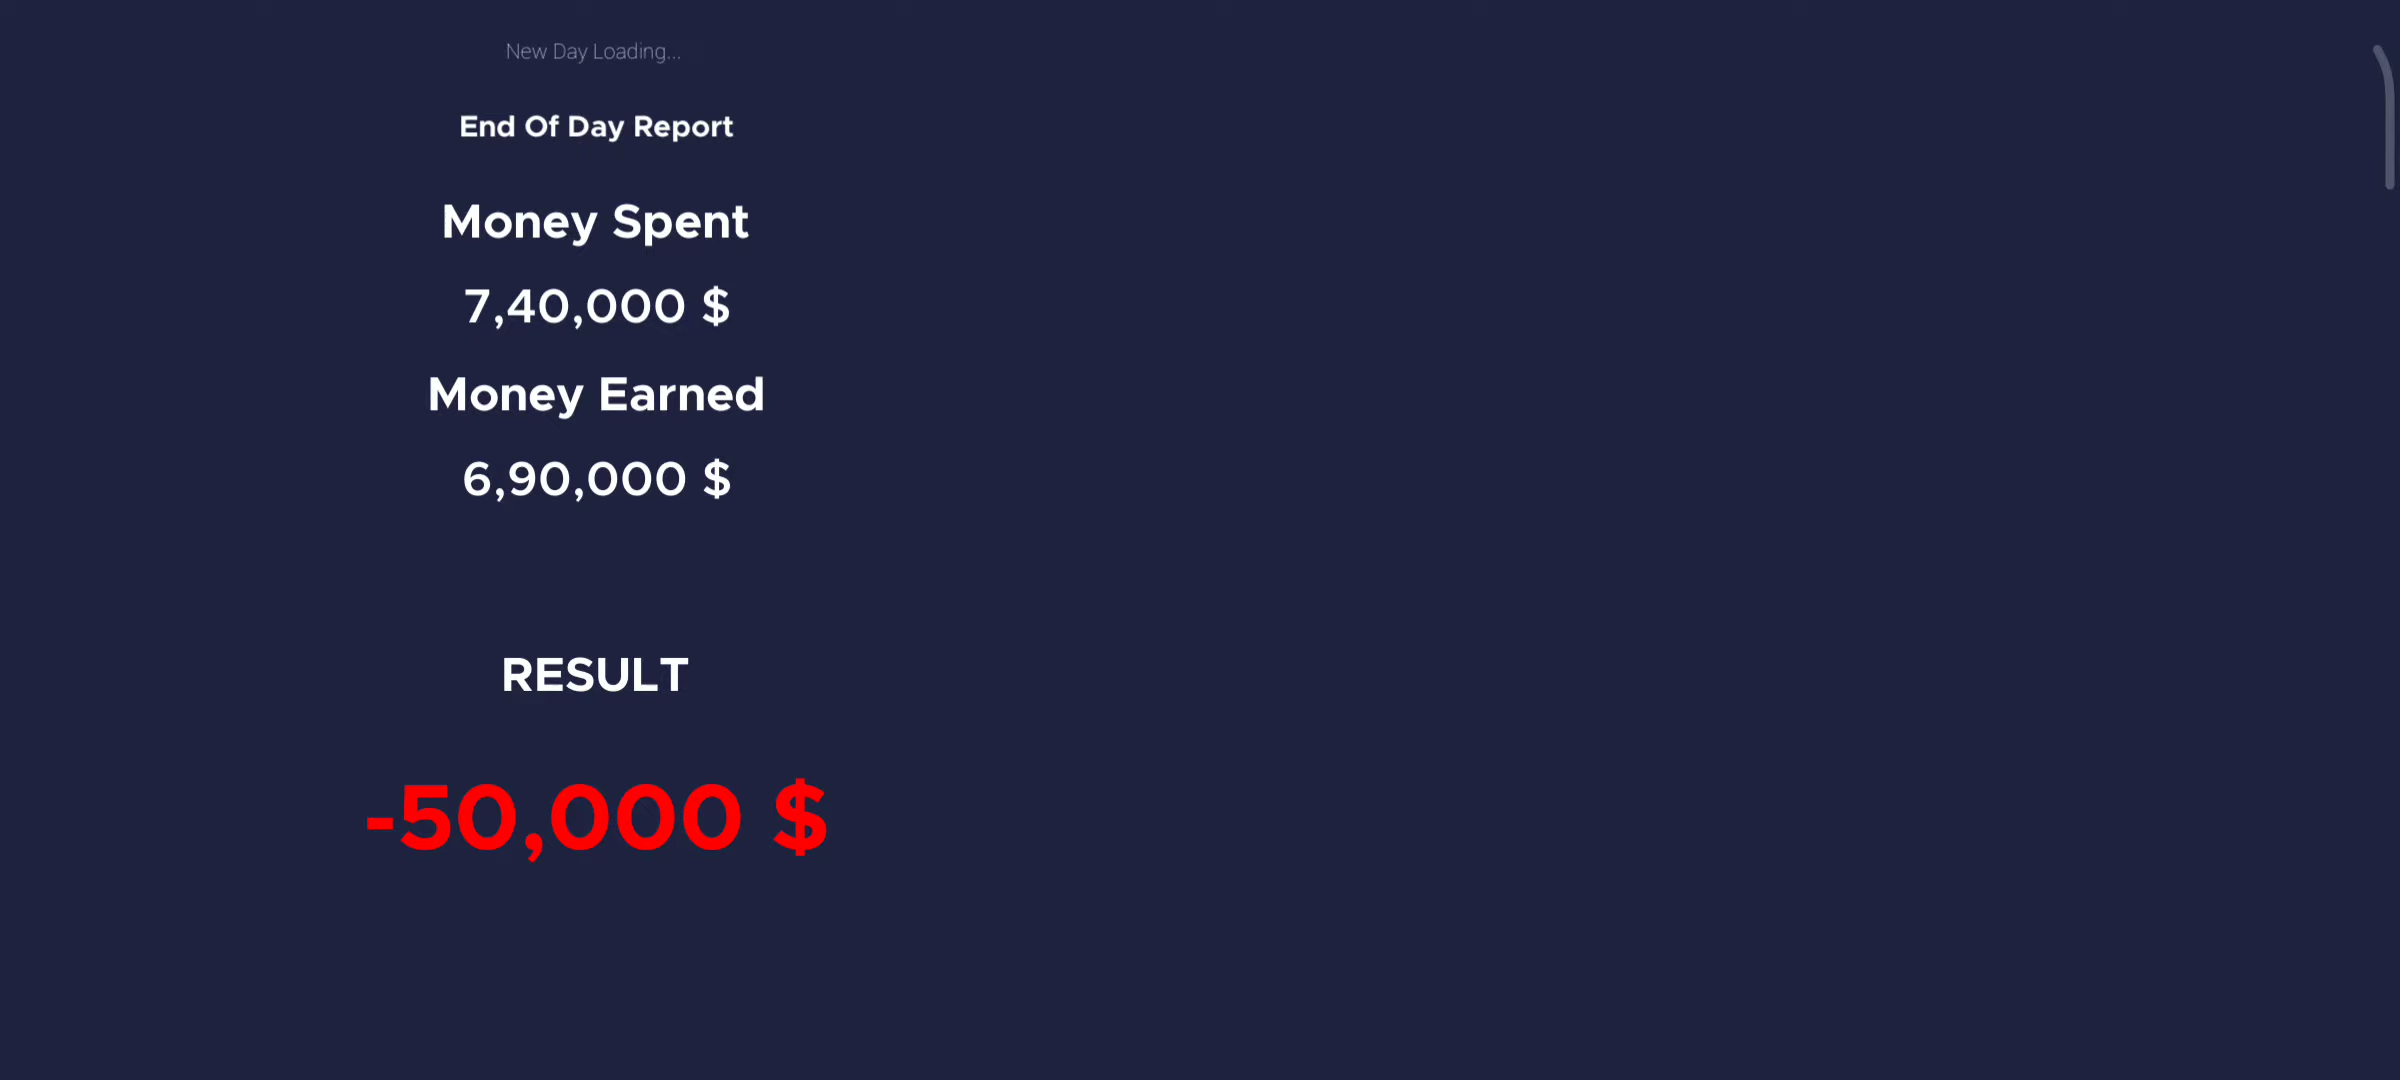 New Day Loading...
End Of Day Report
Money Spent
7,40,000 $
Money Earned
6,90,000 $
RESULT
-50,000 $